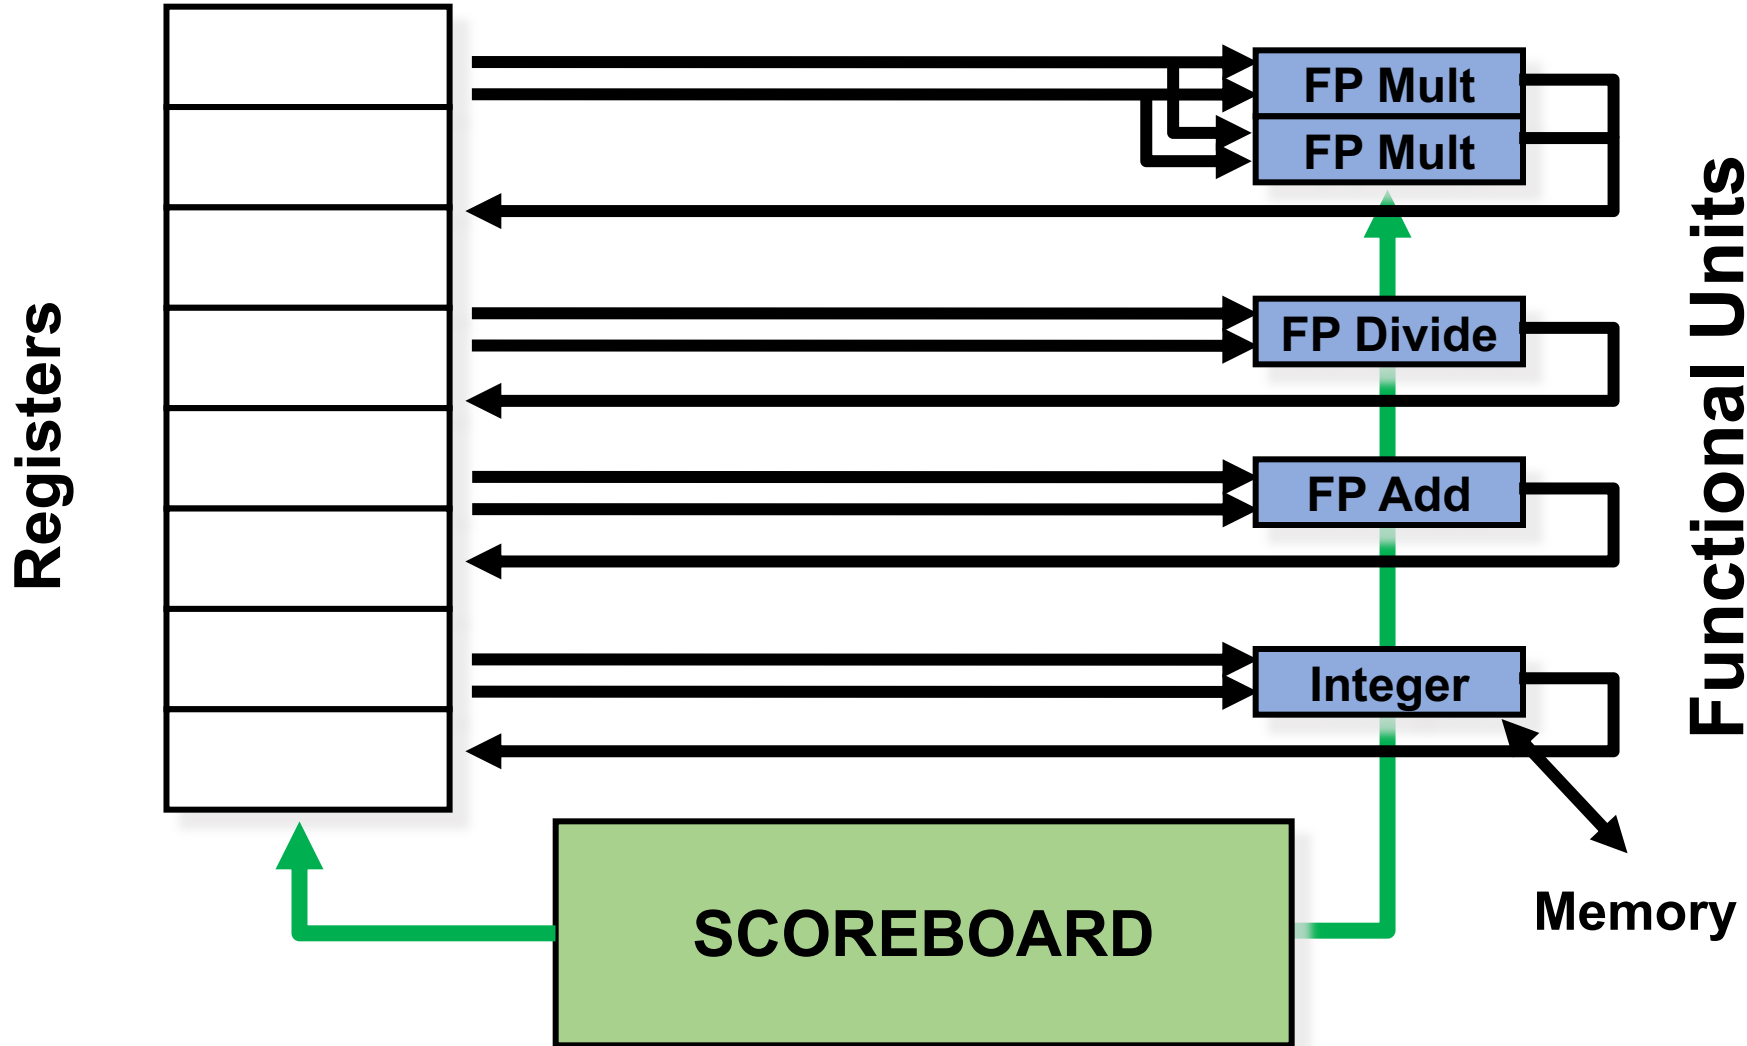 Registers
FP Mult
FP Mult
FP Divide
FP Add
Integer
Functional Units
SCOREBOARD
Memory